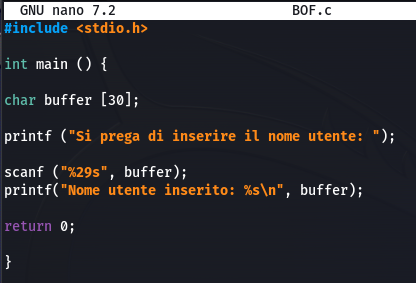 GNU nano 7.2 BOF.c
#include <stdio.h>
int main () {
char buffer [30];
printf ("Si prega di inserire il nome utente: ");
scanf ("%29s", buffer);
printf("Nome utente inserito: %s\n", buffer);
return 0;
}